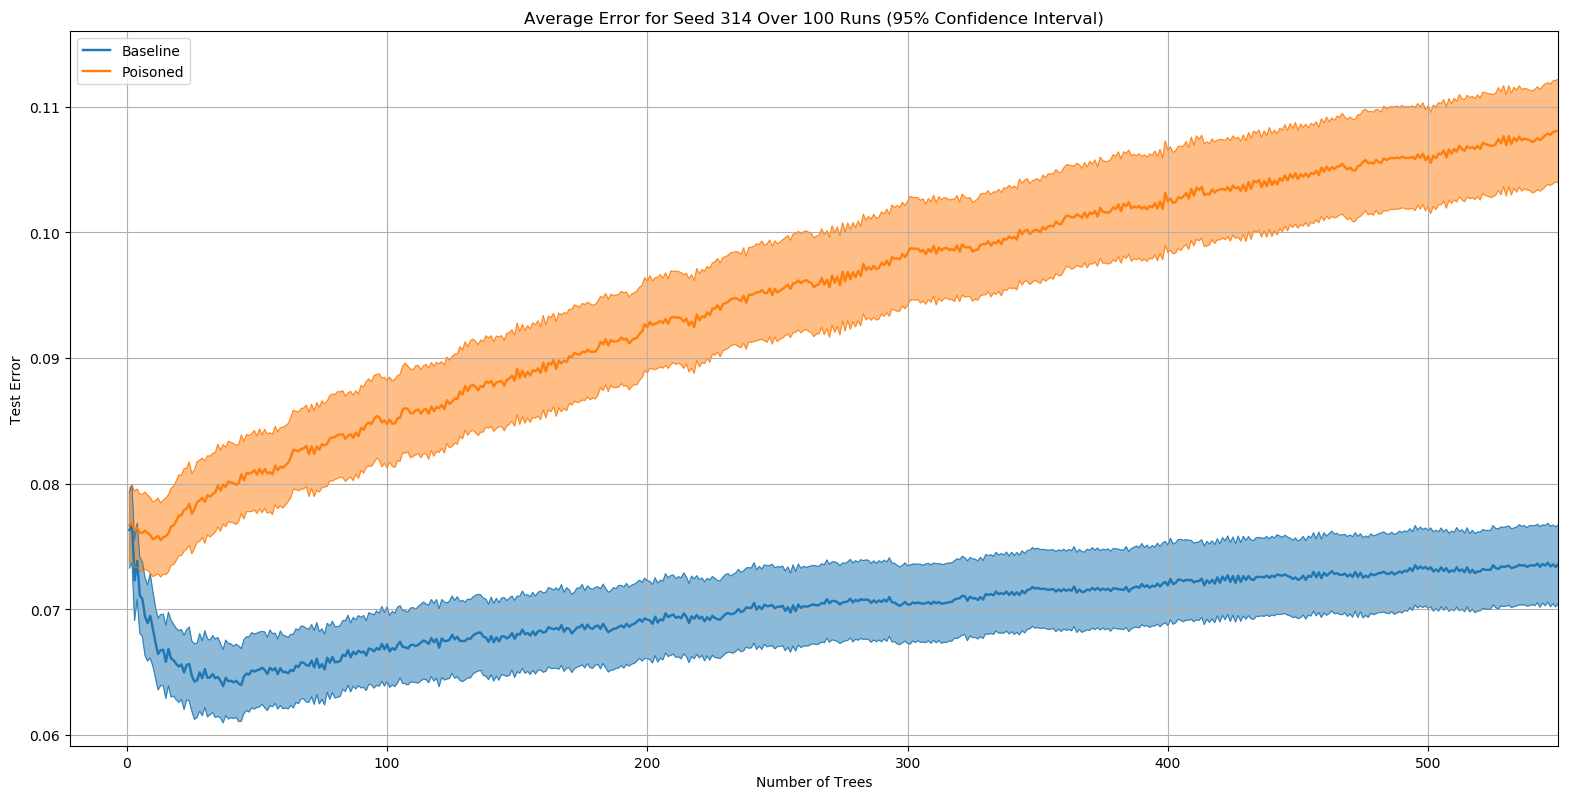 Average Error for Seed 314 Over 100 Runs (95% Confidence Interval)
Baseline
Poisoned
0.11
0.10
0.09
0.08
0.07
0.06
Test Error
0 100 200 300 400 500
Number of Trees